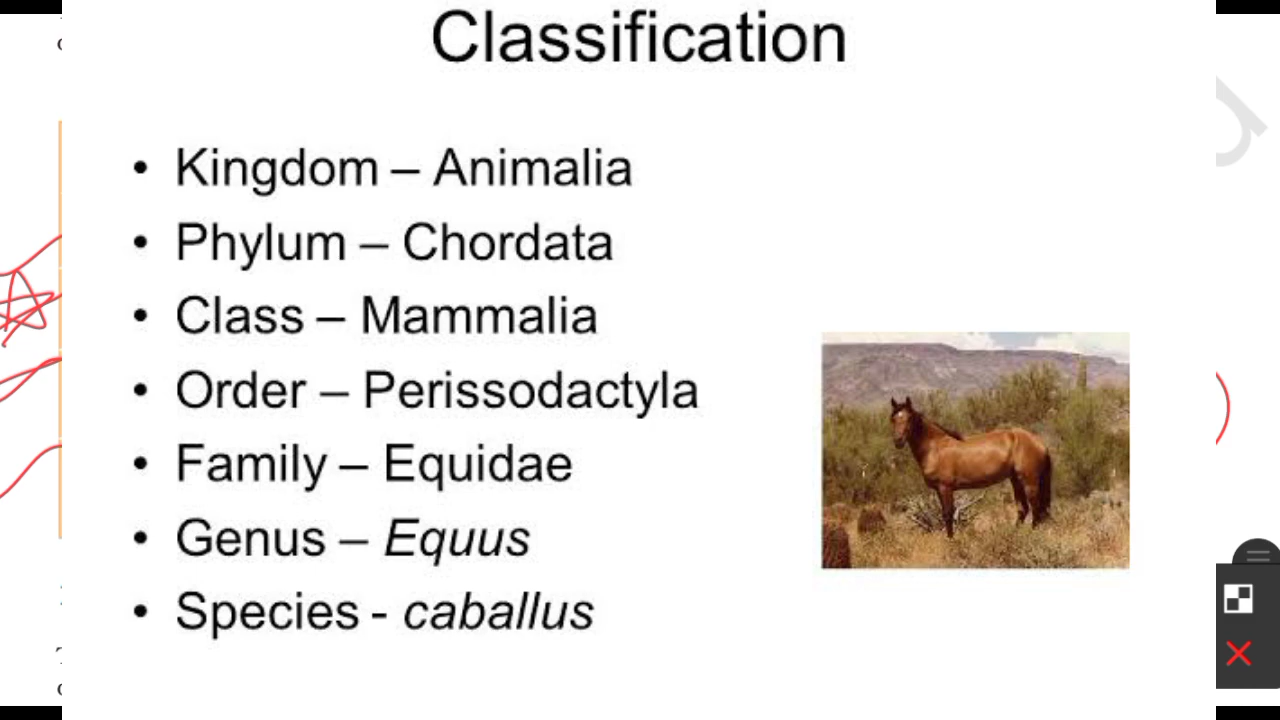 Classification
• Kingdom – Animalia
• Phylum – Chordata
• Class – Mammalia
• Order – Perissodactyla
• Family – Equidae
• Genus – Equus
• Species - caballus